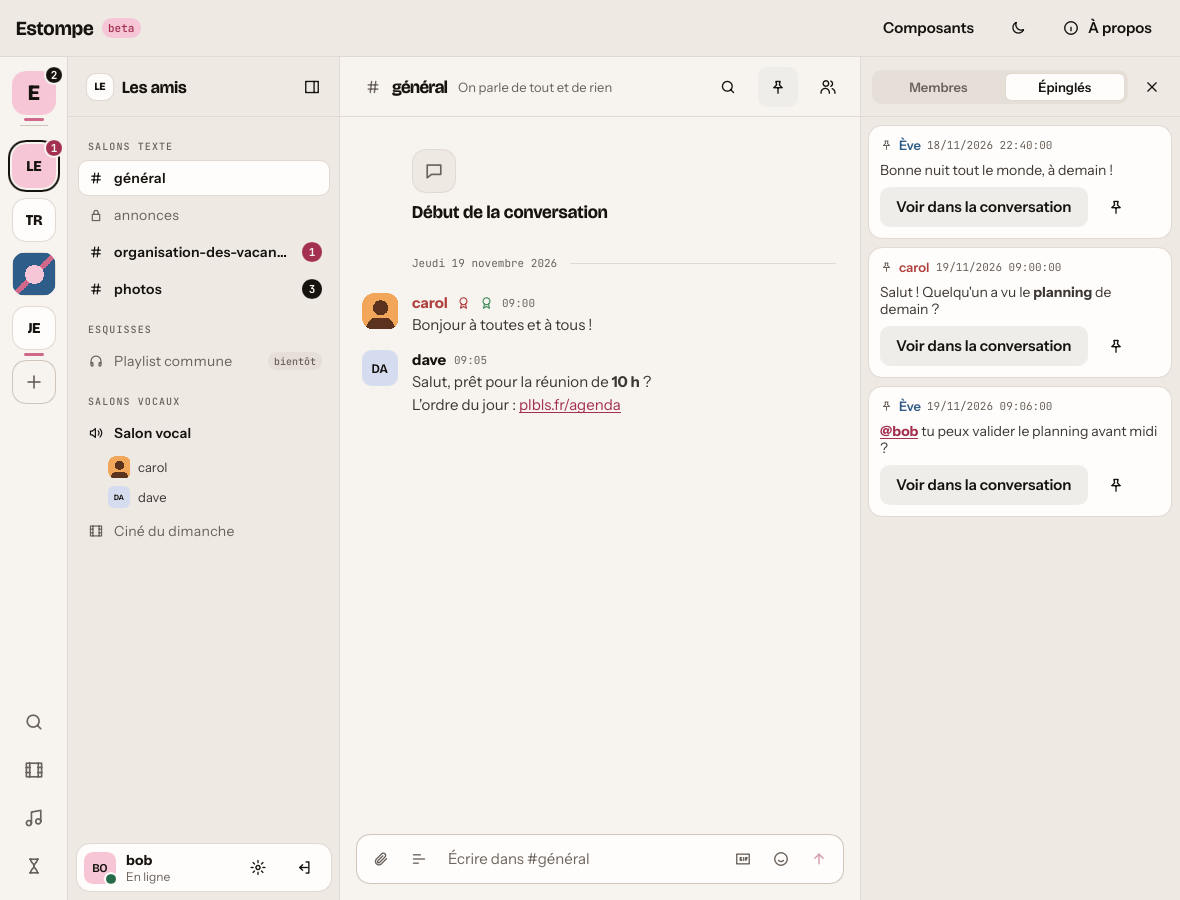 Estompe beta
Composants
À propos
E
2
LE
1
TR
JE
LE Les amis
SALONS TEXTE
# général
annonces
# organisation-des-vacan... 1
# photos 3
ESQUISSES
Playlist commune bientôt
SALONS VOCAUX
Salon vocal
carol
DA dave
Ciné du dimanche
BO bob
En ligne
# général On parle de tout et de rien
Début de la conversation
Jeudi 19 novembre 2026
carol 09:00
Bonjour à toutes et à tous !
DA dave 09:05
Salut, prêt pour la réunion de 10 h ?
L'ordre du jour : plbls.fr/agenda
GIF
Écrire dans #général
Membres Épinglés
Ève 18/11/2026 22:40:00
Bonne nuit tout le monde, à demain !
Voir dans la conversation
carol 19/11/2026 09:00:00
Salut ! Quelqu'un a vu le planning de
demain ?
Voir dans la conversation
Ève 19/11/2026 09:06:00
@bob tu peux valider le planning avant midi
?
Voir dans la conversation